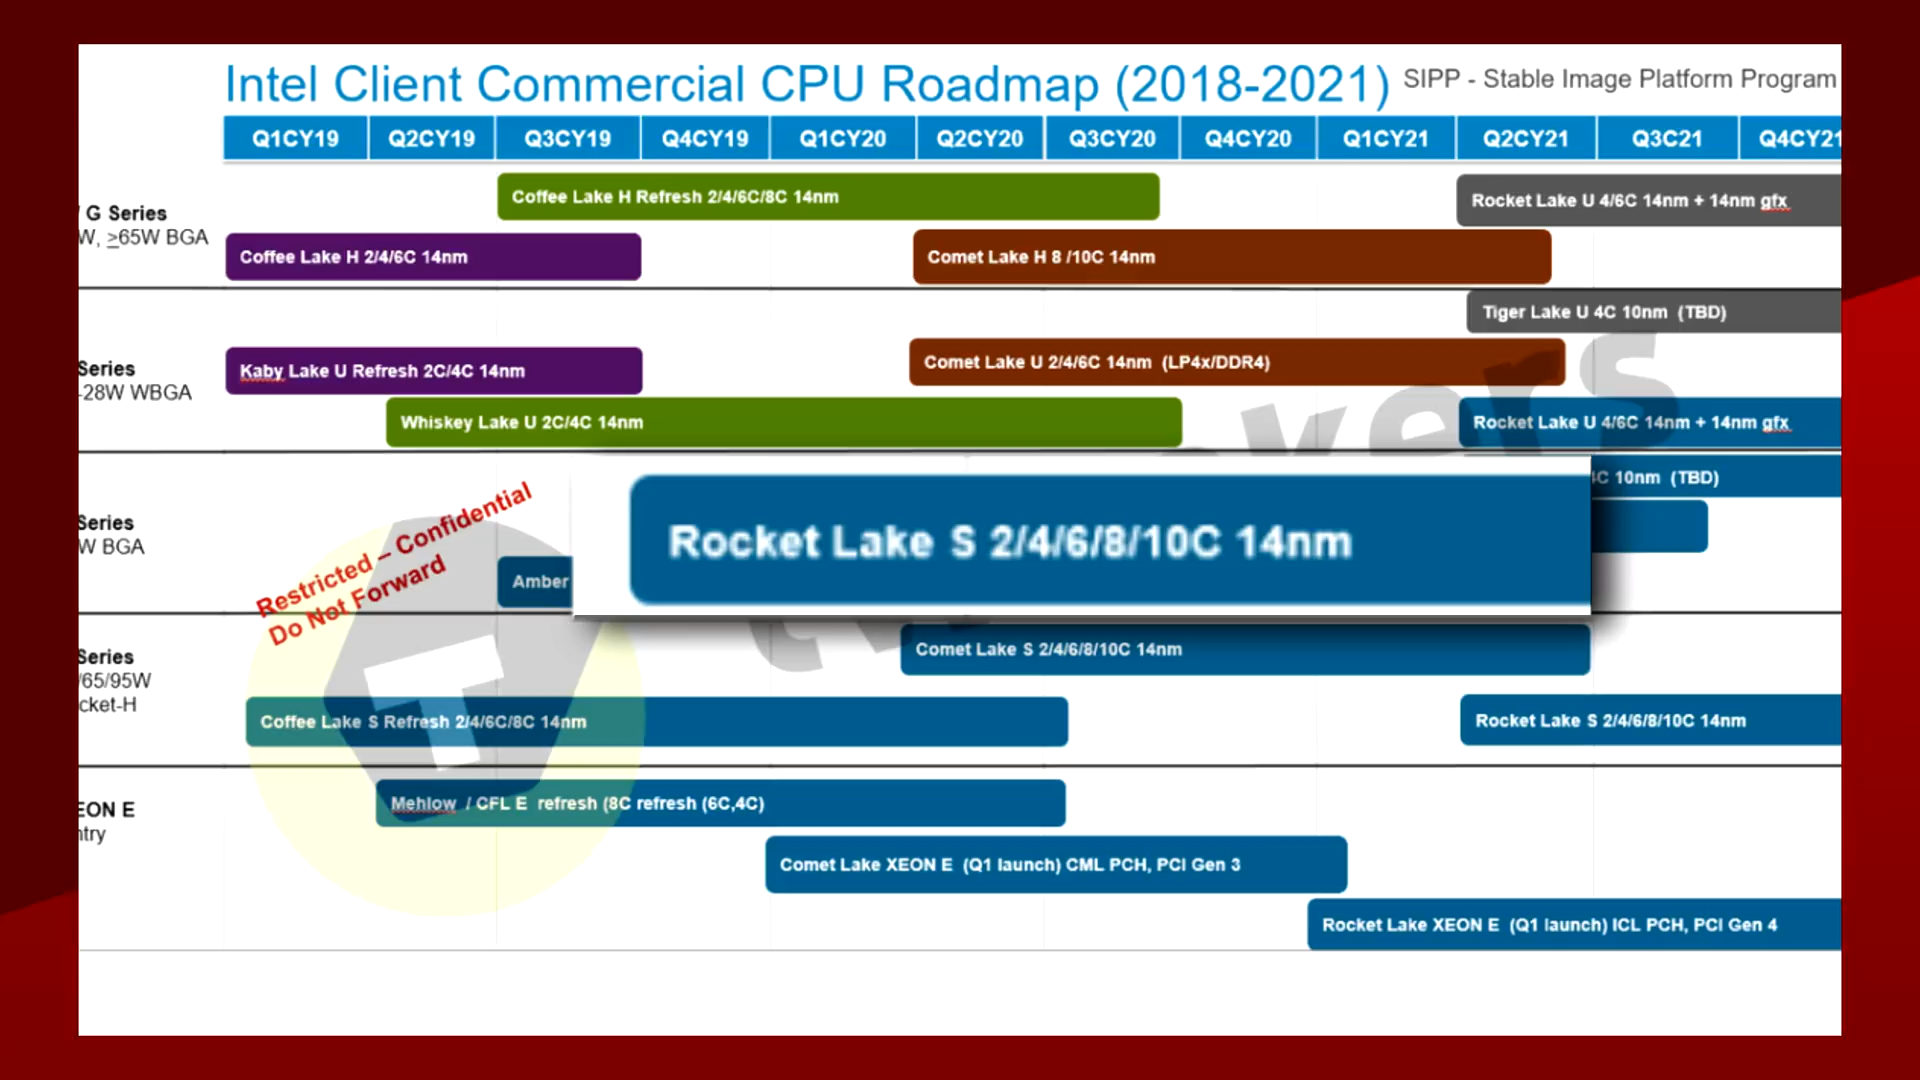 Intel Client Commercial CPU Roadmap (2018-2021) SIPP - Stable Image Platform Program
Q1CY19 Q2CY19 Q3CY19 Q4CY19 Q1CY20 Q2CY20 Q3CY20 Q4CY20 Q1CY21 Q2CY21 Q3C21 Q4CY21
G Series
W, ≥65W BGA
Coffee Lake H Refresh 2/4/6C/8C 14nm
Rocket Lake U 4/6C 14nm + 14nm gfx
Coffee Lake H 2/4/6C 14nm
Comet Lake H 8 /10C 14nm
Tiger Lake U 4C 10nm (TBD)
Series
-28W WBGA
Kaby Lake U Refresh 2C/4C 14nm
Comet Lake U 2/4/6C 14nm (LP4x/DDR4)
Whiskey Lake U 2C/4C 14nm
Rocket Lake U 4/6C 14nm + 14nm gfx
Series
W BGA
Restricted – Confidential
Do Not Forward
C 10nm (TBD)
Rocket Lake S 2/4/6/8/10C 14nm
Amber
Series
/65/95W
cket-H
Comet Lake S 2/4/6/8/10C 14nm
Coffee Lake S Refresh 2/4/6C/8C 14nm
Rocket Lake S 2/4/6/8/10C 14nm
EON E
ntry
Mehlow / CFL E refresh (8C refresh (6C,4C)
Comet Lake XEON E (Q1 launch) CML PCH, PCI Gen 3
Rocket Lake XEON E (Q1 launch) ICL PCH, PCI Gen 4